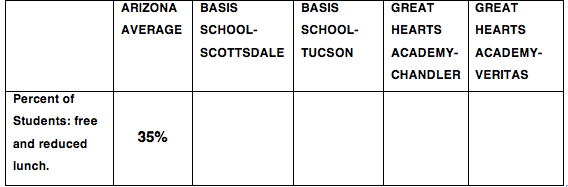 ARIZONA AVERAGE
BASIS SCHOOL-SCOTTSDALE
BASIS SCHOOL-TUCSON
GREAT HEARTS ACADEMY-CHANDLER
GREAT HEARTS ACADEMY-VERITAS
Percent of
Students: free
and reduced
lunch.
35%